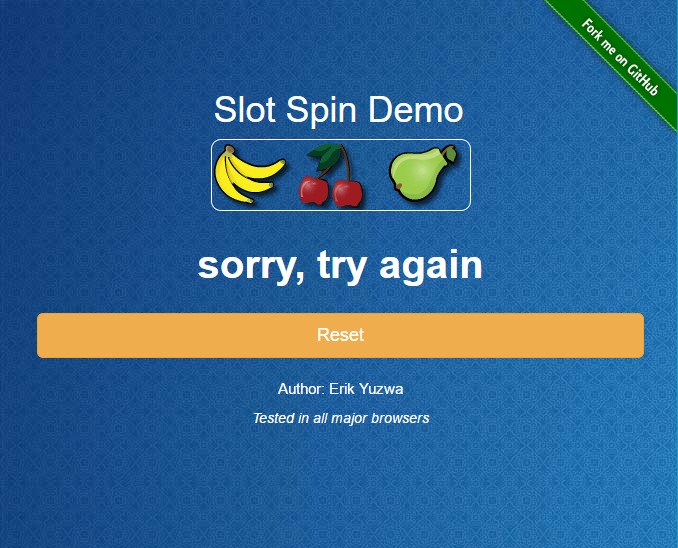 Fork me on GitHub
Slot Spin Demo
sorry, try again
Reset
Author: Erik Yuzwa
Tested in all major browsers